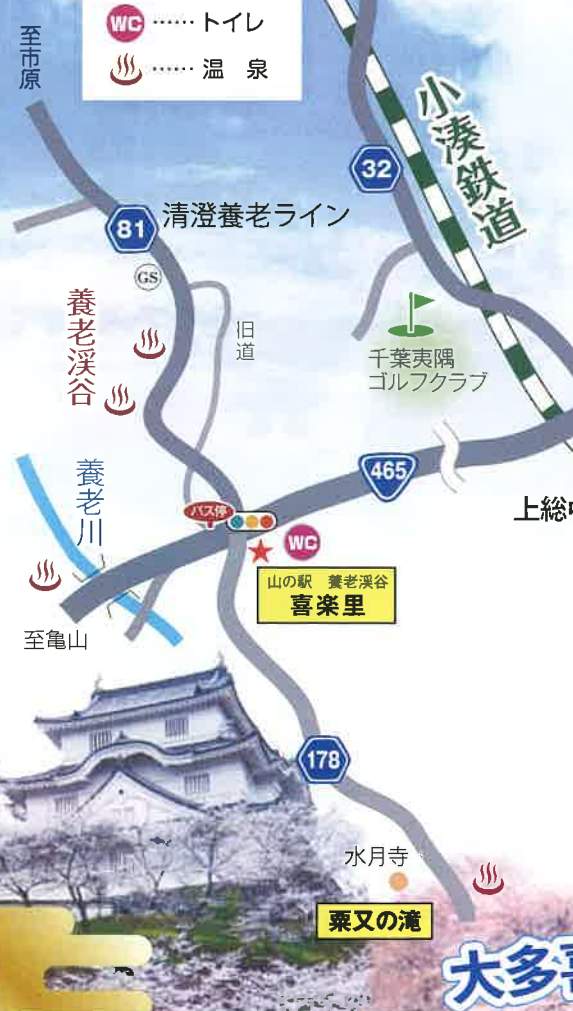 WC ‥‥‥ トイレ
‥‥‥ 温 泉
至市原
小湊鉄道
32
81
清澄養老ライン
GS
養老渓谷
旧道
千葉夷隅
ゴルフクラブ
465
養老川
バス停
上総
WC
山の駅 養老渓谷
喜楽里
至亀山
178
水月寺
粟又の滝
大多